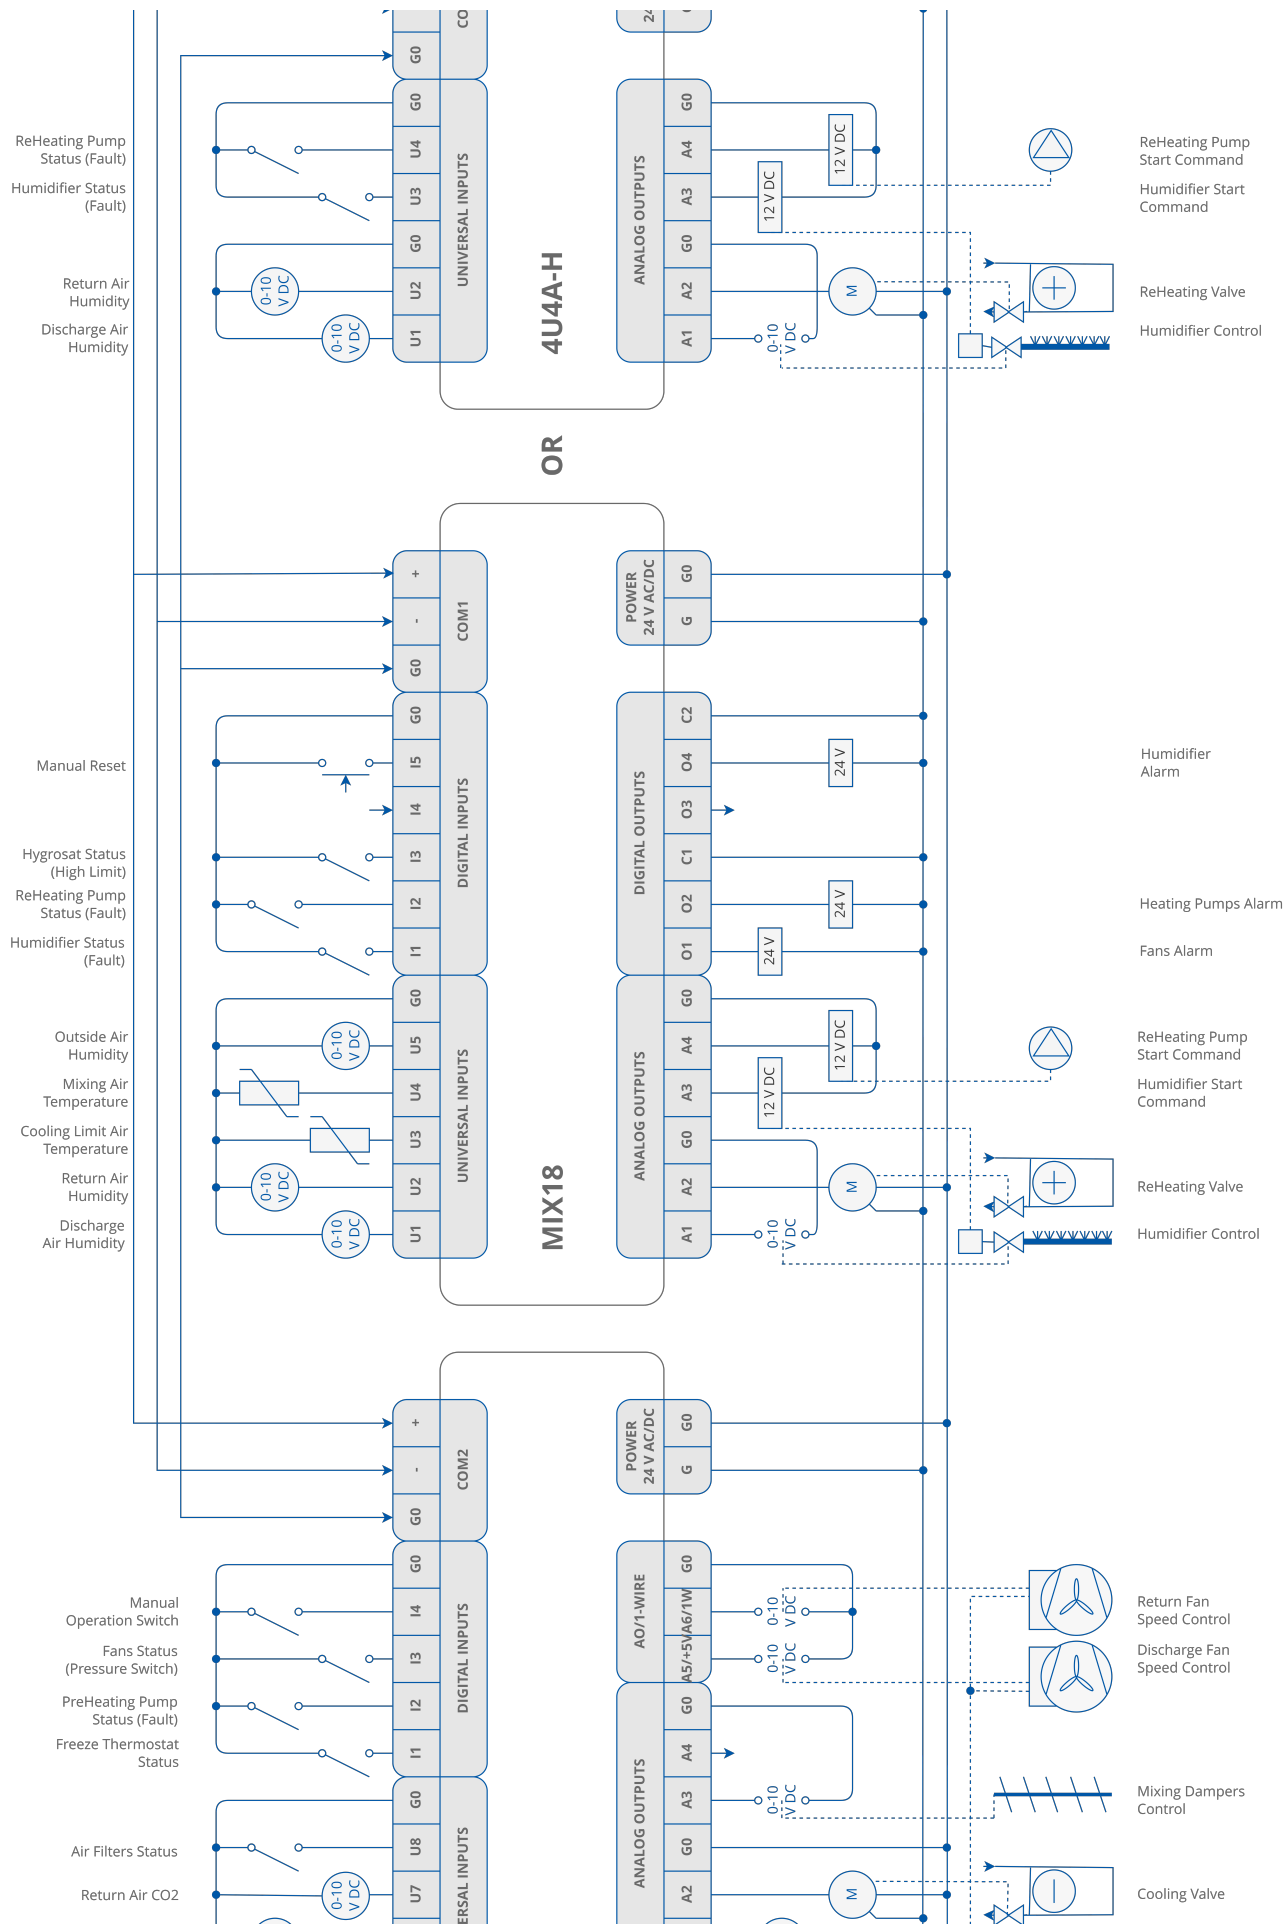 CO
24
G0
G0
U4
U3
G0
U2
U1
UNIVERSAL INPUTS
ReHeating Pump
Status (Fault)
Humidifier Status
(Fault)
Return Air
Humidity
Discharge Air
Humidity
0-10
V DC
0-10
V DC
4U4A-H
ANALOG OUTPUTS
G0
A4
A3
G0
A2
A1
12 V DC
12 V DC
M
0-10
V DC
ReHeating Pump
Start Command
Humidifier Start
Command
ReHeating Valve
Humidifier Control
OR
+
-
G0
COM1
POWER
24 V AC/DC
G0
G
G0
I5
I4
I3
I2
I1
DIGITAL INPUTS
Manual Reset
Hygrosat Status
(High Limit)
ReHeating Pump
Status (Fault)
Humidifier Status
(Fault)
DIGITAL OUTPUTS
C2
O4
O3
C1
O2
O1
24 V
24 V
24 V
Humidifier
Alarm
Heating Pumps Alarm
Fans Alarm
G0
U5
U4
U3
U2
U1
UNIVERSAL INPUTS
Outside Air
Humidity
Mixing Air
Temperature
Cooling Limit Air
Temperature
Return Air
Humidity
Discharge
Air Humidity
0-10
V DC
0-10
V DC
0-10
V DC
MIX18
ANALOG OUTPUTS
G0
A4
A3
G0
A2
A1
12 V DC
12 V DC
M
0-10
V DC
ReHeating Pump
Start Command
Humidifier Start
Command
ReHeating Valve
Humidifier Control
+
-
G0
COM2
POWER
24 V AC/DC
G0
G
G0
I4
I3
I2
I1
DIGITAL INPUTS
Manual
Operation Switch
Fans Status
(Pressure Switch)
PreHeating Pump
Status (Fault)
Freeze Thermostat
Status
AO/1-WIRE
G0
A6/1W
A5/+5V
0-10
V DC
0-10
V DC
Return Fan
Speed Control
Discharge Fan
Speed Control
G0
U8
U7
ERSAL INPUTS
Air Filters Status
Return Air CO2
0-10
V DC
ANALOG OUTPUTS
G0
A4
A3
G0
A2
0-10
V DC
M
Mixing Dampers
Control
Cooling Valve